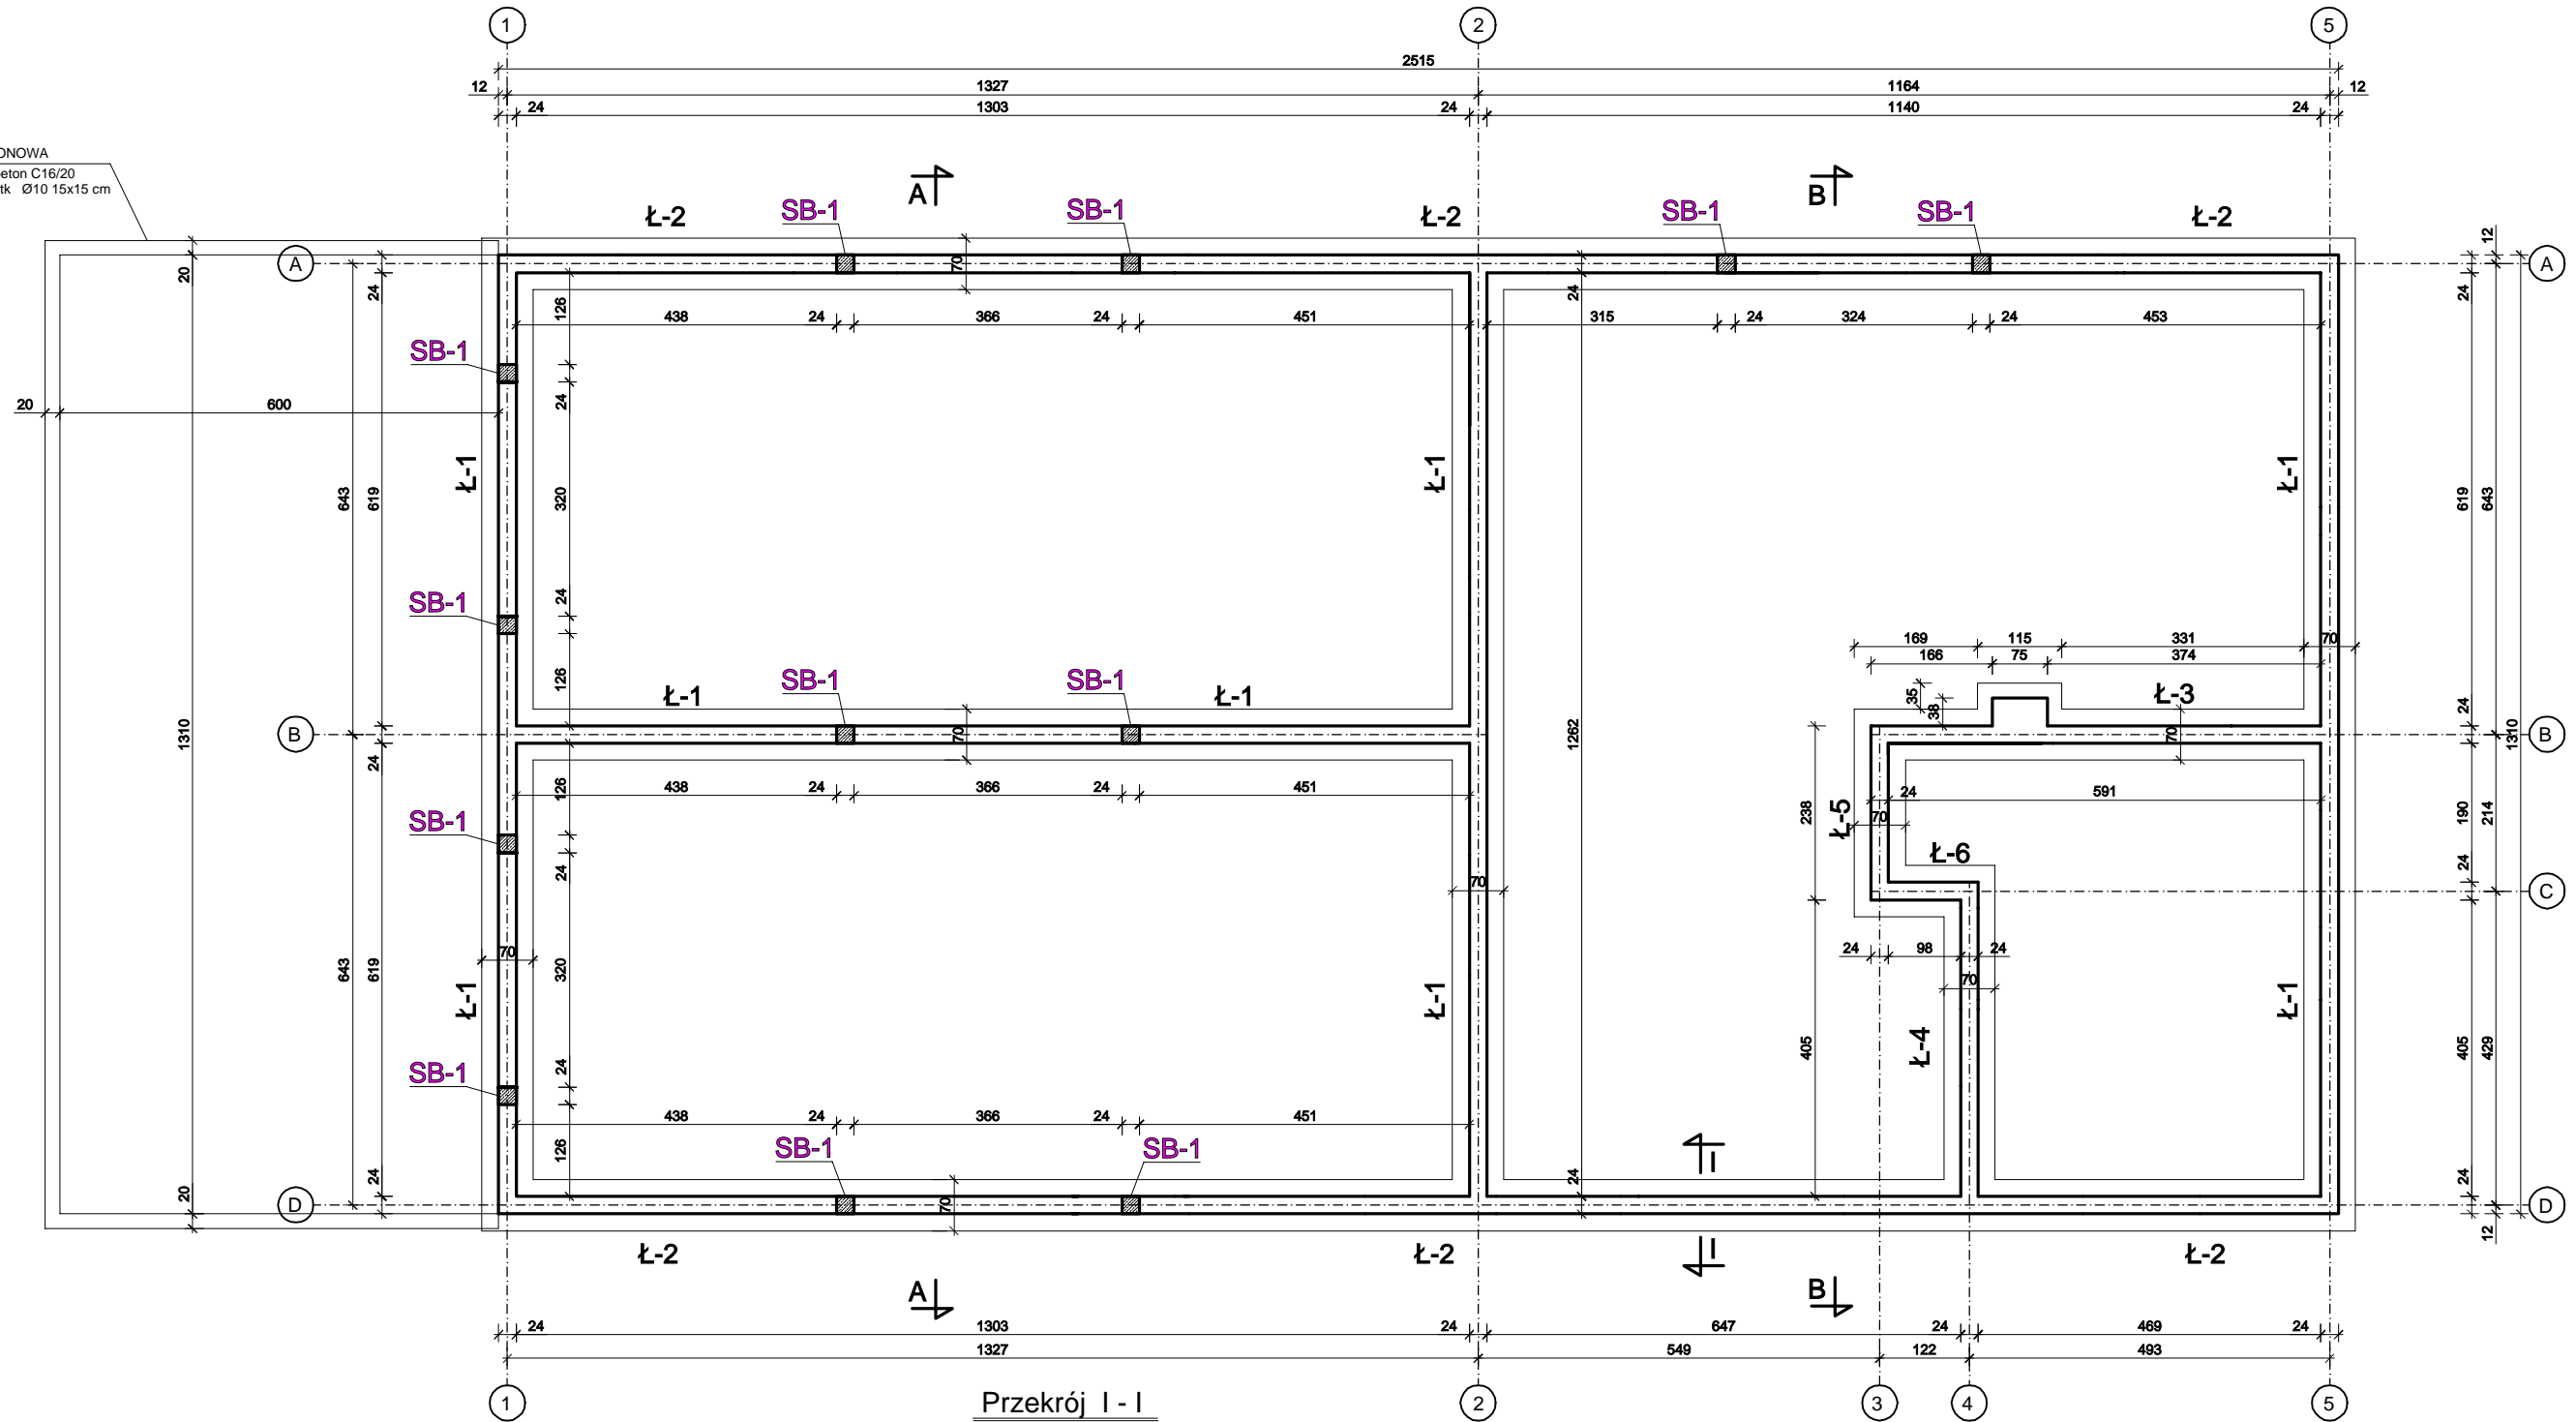 1 2 5
2515
12 1327 1164 12
24 1303 24 1140 24
beton C16/20
Ø10 15x15 cm
A B
Ł-2 SB-1 SB-1 Ł-2 SB-1 SB-1 Ł-2
A 20 24 70 24 12 24 A
126
438 24 366 24 451 315 24 324 24 453
SB-1
24
20 600
Ł-1 Ł-1 Ł-1
643 619 320 619 643
SB-1 24
169 115 331 70
166 75 374
126
SB-1 SB-1
Ł-1 Ł-1 35 38 Ł-3
B 1310 24 70 1262 70 24 1310 B
126
438 24 366 24 451 24 591
238 Ł-5 70 190 214
SB-1
24 Ł-6 24
70 C
70 24 98 24
70
643 619 320 405 429
Ł-1 Ł-1 405 Ł-4 Ł-1
SB-1 24
438 24 366 24 451
SB-1 SB-1
126 I
D 20 24 70 24 24 12 D
Ł-2 Ł-2 I Ł-2
A B
24 1303 24 647 24 469 24
1327 549 122 493
1 2 3 4 5
Przekrój I - I